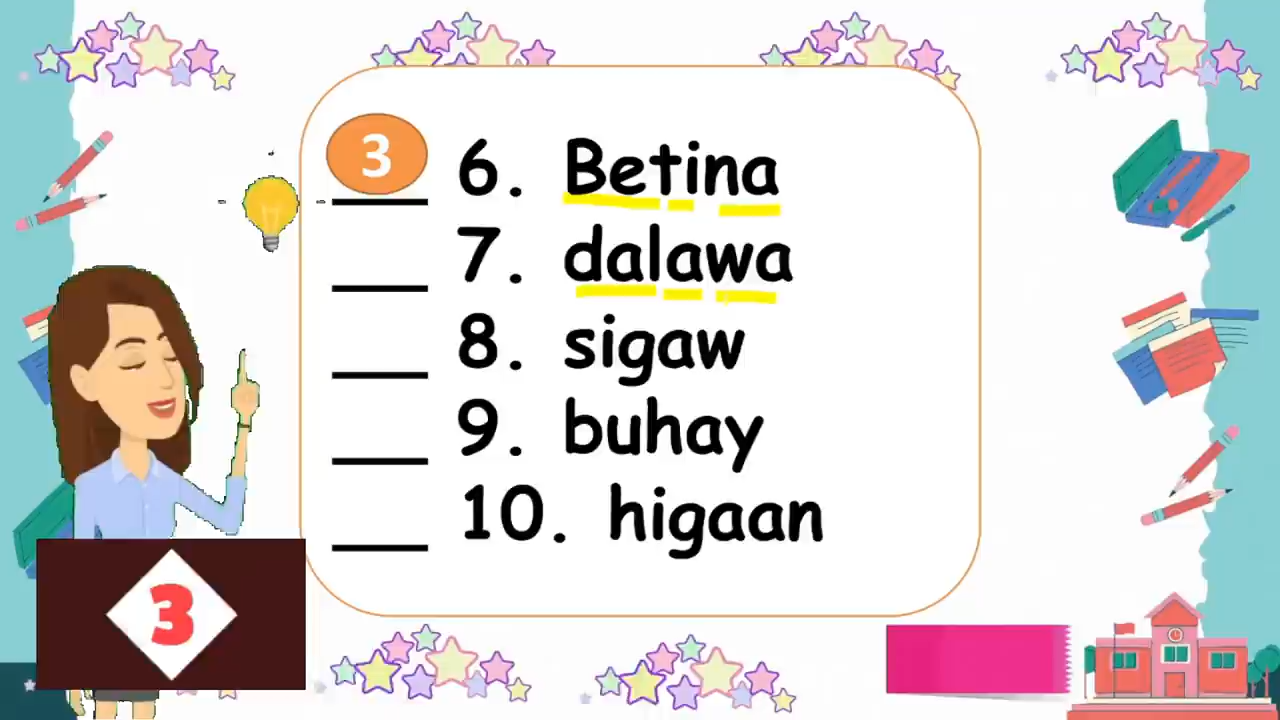 3 6. Betina
7. dalawa
8. sigaw
9. buhay
10. higaan
3